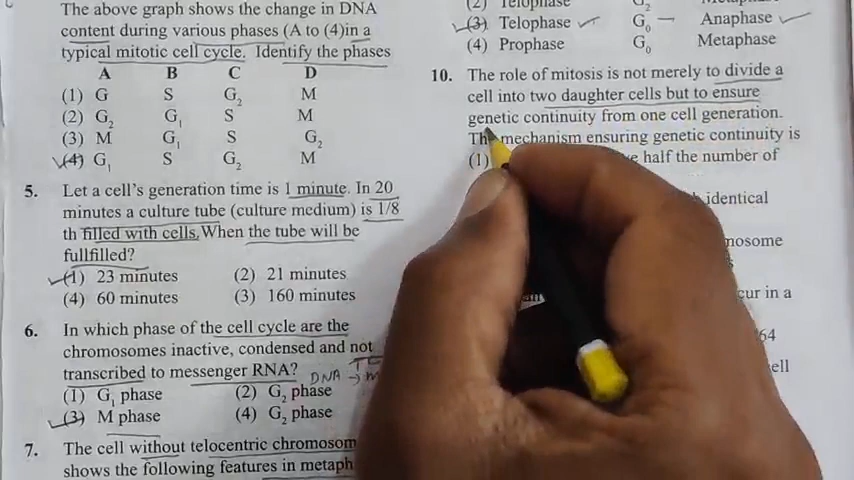 The above graph shows the change in DNA
content during various phases (A to (4)in a
typical mitotic cell cycle. Identify the phases
A B C D
(1) G S G2 M
(2) G2 G1 S M
(3) M G1 S G2
(4) G1 S G2 M
5. Let a cell's generation time is 1 minute. In 20
minutes a culture tube (culture medium) is 1/8
th filled with cells. When the tube will be
fullfilled?
(1) 23 minutes (2) 21 minutes
(4) 60 minutes (3) 160 minutes
6. In which phase of the cell cycle are the
chromosomes inactive, condensed and not
transcribed to messenger RNA?
DNA → m
(1) G1 phase (2) G2 phase
(3) M phase (4) G2 phase
7. The cell without telocentric chromosom
shows the following features in metaph
(2) Telophase G2
(3) Telophase G0 Anaphase
(4) Prophase G0 Metaphase
10. The role of mitosis is not merely to divide a
cell into two daughter cells but to ensure
genetic continuity from one cell generation.
The mechanism ensuring genetic continuity is
(1) half the number of
identical
nosome
cur in a
64
ell